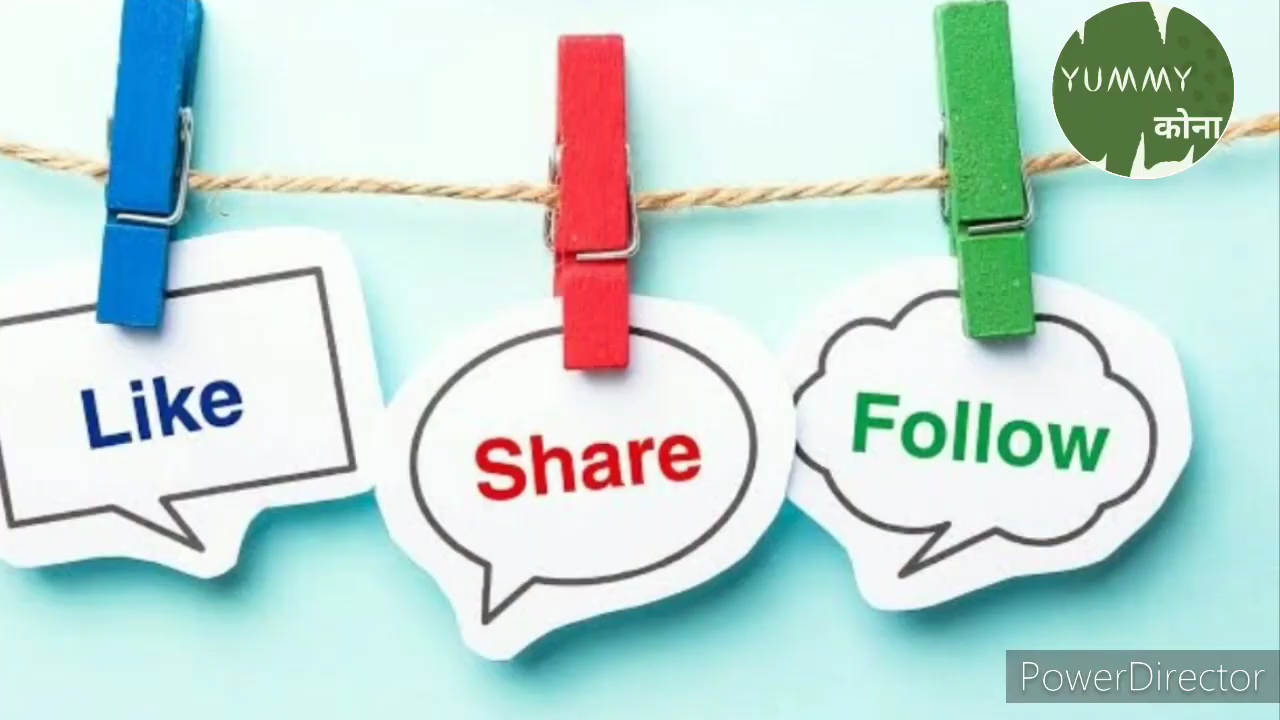 YUMMY
कोना
Like
Share
Follow
PowerDirector